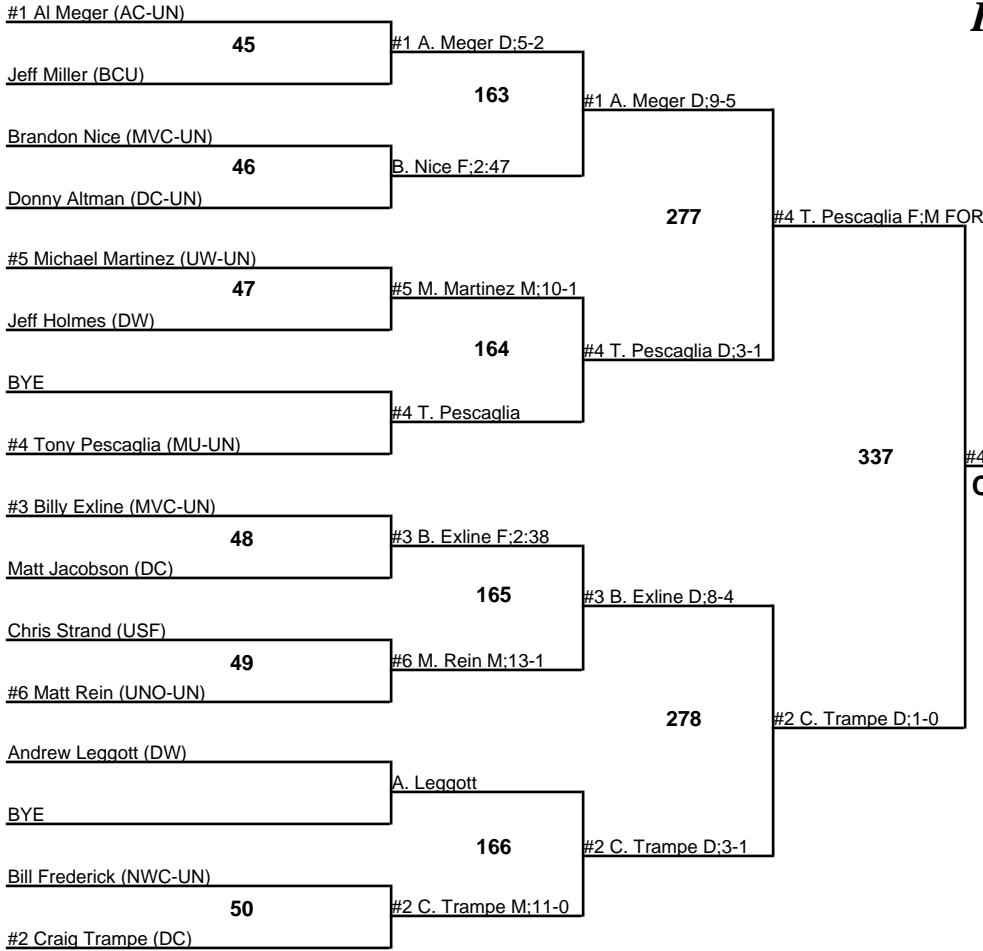 #1 Al Meger (AC-UN)
45
#1 A. Meger D;5-2
Jeff Miller (BCU)
163
#1 A. Meger D;9-5
Brandon Nice (MVC-UN)
46
B. Nice F;2:47
Donny Altman (DC-UN)
277
#4 T. Pescaglia F;M FOR
#5 Michael Martinez (UW-UN)
47
#5 M. Martinez M;10-1
Jeff Holmes (DW)
164
#4 T. Pescaglia D;3-1
BYE
#4 T. Pescaglia
#4 Tony Pescaglia (MU-UN)
337
#4
#3 Billy Exline (MVC-UN)
48
#3 B. Exline F;2:38
Matt Jacobson (DC)
165
#3 B. Exline D;8-4
Chris Strand (USF)
49
#6 M. Rein M;13-1
#6 Matt Rein (UNO-UN)
278
#2 C. Trampe D;1-0
Andrew Leggott (DW)
A. Leggott
BYE
166
#2 C. Trampe D;3-1
Bill Frederick (NWC-UN)
50
#2 C. Trampe M;11-0
#2 Craig Trampe (DC)